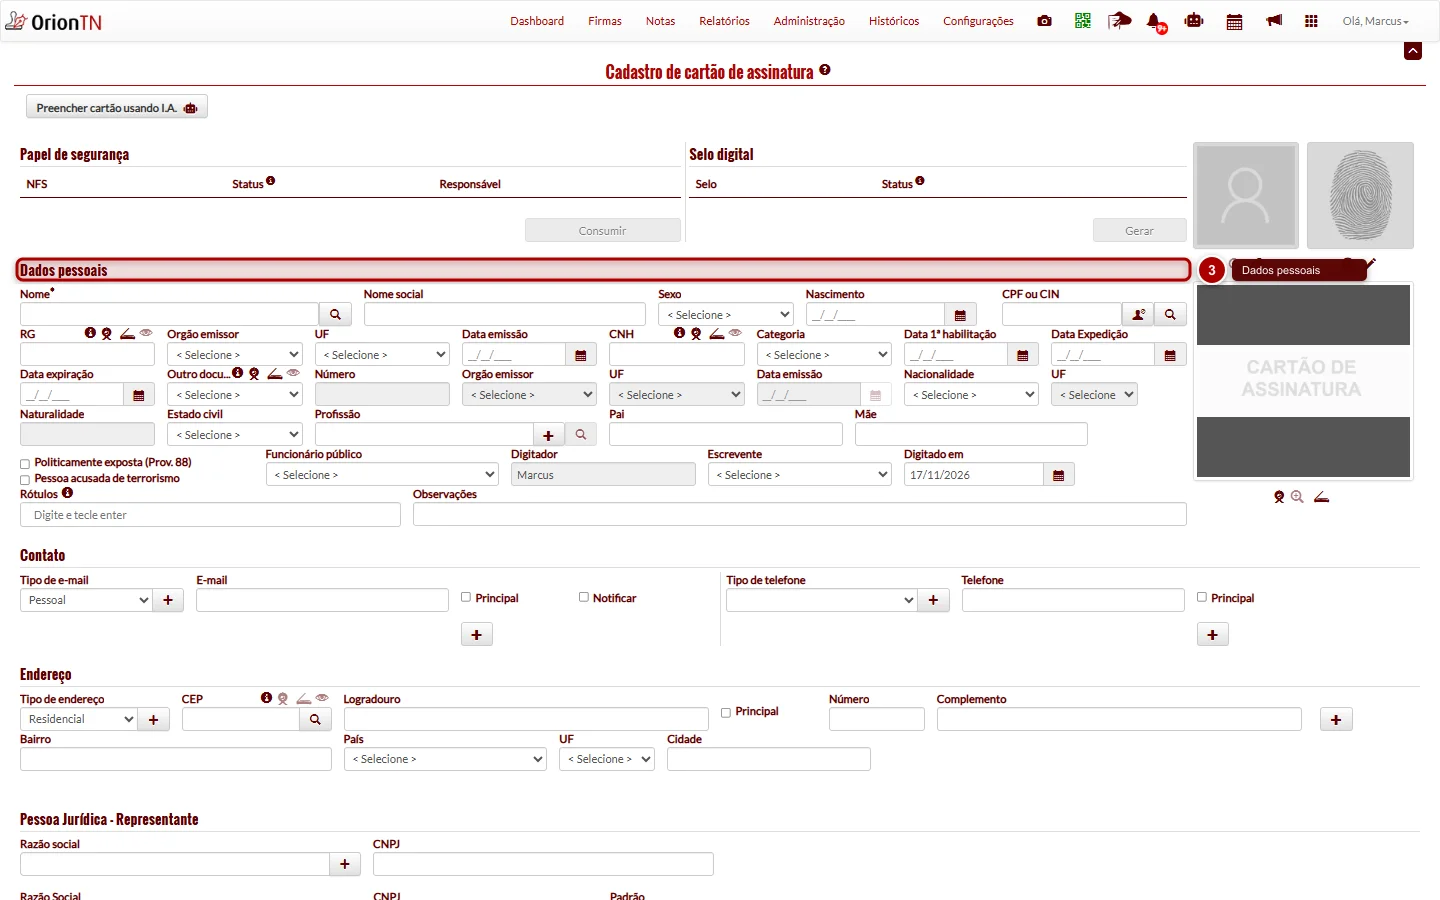 OrionTN
Dashboard Firmas Notas Relatórios Administração Históricos Configurações 9+ Olá, Marcus
Cadastro de cartão de assinatura
Preencher cartão usando I.A.
Papel de segurança Selo digital
NFS Status Responsável Selo Status
Consumir Gerar
Dados pessoais 3 Dados pessoais
Nome* Nome social Sexo Nascimento CPF ou CIN
< Selecione > __/__/____
RG Orgão emissor UF Data emissão CNH Categoria Data 1ª habilitação Data Expedição
< Selecione > < Selecione > __/__/____ < Selecione > __/__/____ __/__/____
Data expiração Outro docu... Número Orgão emissor UF Data emissão Nacionalidade UF
__/__/____ < Selecione > < Selecione > < Selecione > __/__/____ < Selecione > < Selecione
CARTÃO DE
ASSINATURA
Naturalidade Estado civil Profissão Pai Mãe
< Selecione >
Politicamente exposta (Prov. 88)
Pessoa acusada de terrorismo
Funcionário público Digitador Escrevente Digitado em
< Selecione > Marcus < Selecione > 17/11/2026
Rótulos Observações
Digite e tecle enter
Contato
Tipo de e-mail E-mail Tipo de telefone Telefone
Pessoal Principal Notificar Principal
Endereço
Tipo de endereço CEP Logradouro Principal Número Complemento
Residencial
Bairro País UF Cidade
< Selecione > < Selecione >
Pessoa Jurídica - Representante
Razão social CNPJ
Razão Social CNPJ Padrão